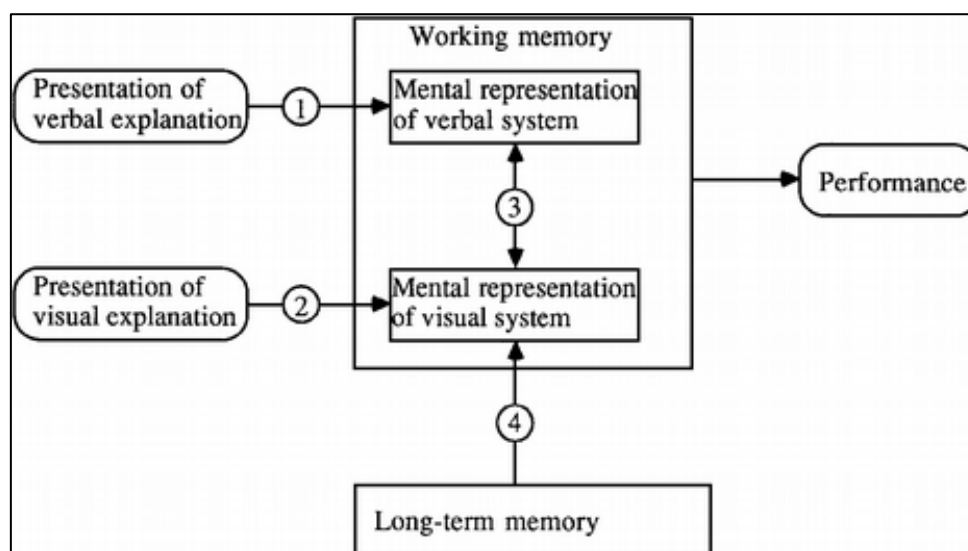 Working memory
Presentation of
verbal explanation
1
Mental representation
of verbal system
3
Performance
Presentation of
visual explanation
2
Mental representation
of visual system
4
Long-term memory